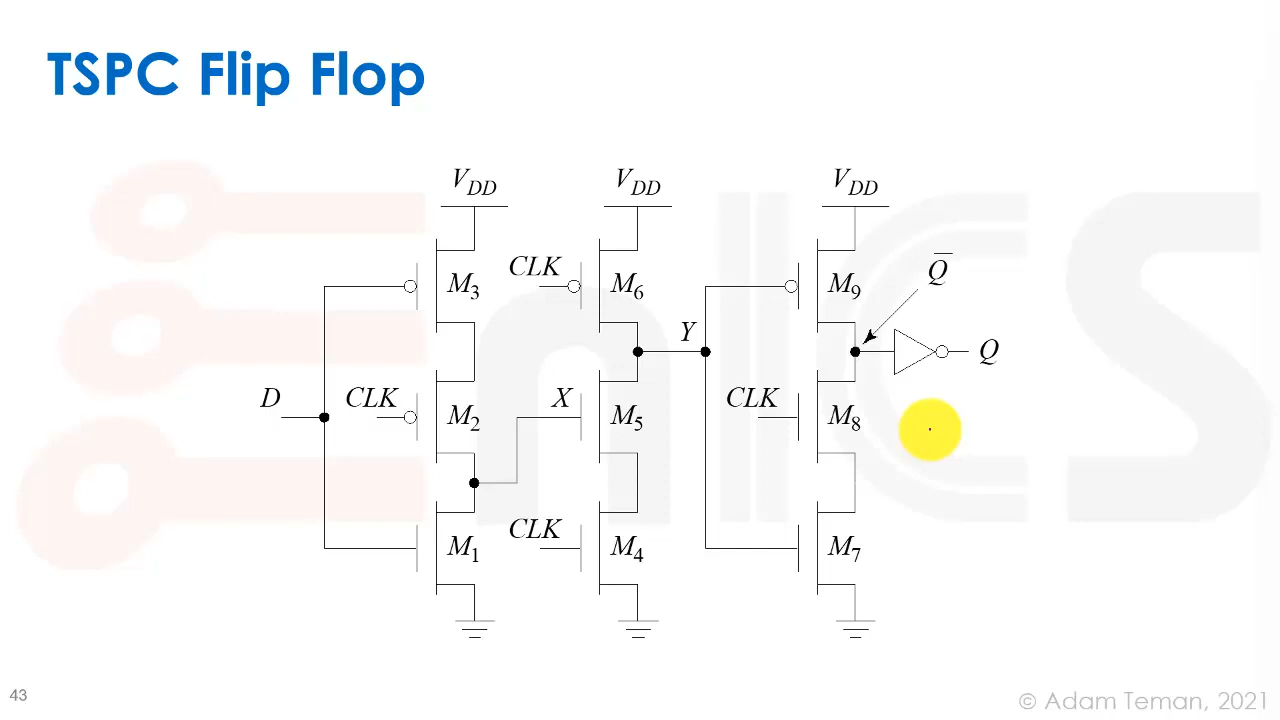 TSPC Flip Flop
V_DD V_DD V_DD
CLK M_3 M_6 M_9 Q̅
Y Q
D CLK M_2 X M_5 CLK M_8
M_1 CLK M_4 M_7
43
© Adam Teman, 2021